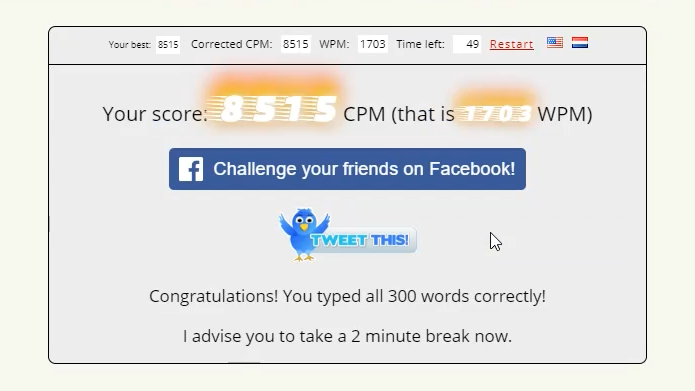 Your best: 8515 Corrected CPM: 8515 WPM: 1703 Time left: 49 Restart
Your score: 8515 CPM (that is 1703 WPM)
Challenge your friends on Facebook!
TWEET THIS!
Congratulations! You typed all 300 words correctly!
I advise you to take a 2 minute break now.